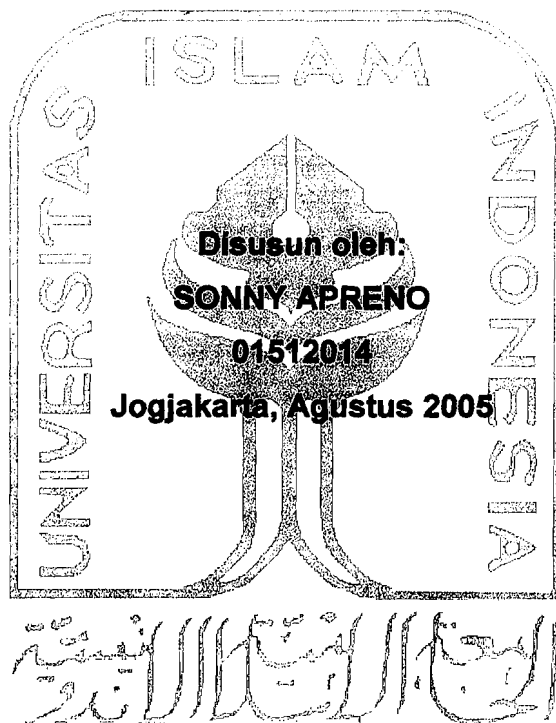 ISLAM
UNIVERSITAS
INDONESIA
Disusun oleh:
SONNY APRENO
01512014
Jogjakarta, Agustus 2005